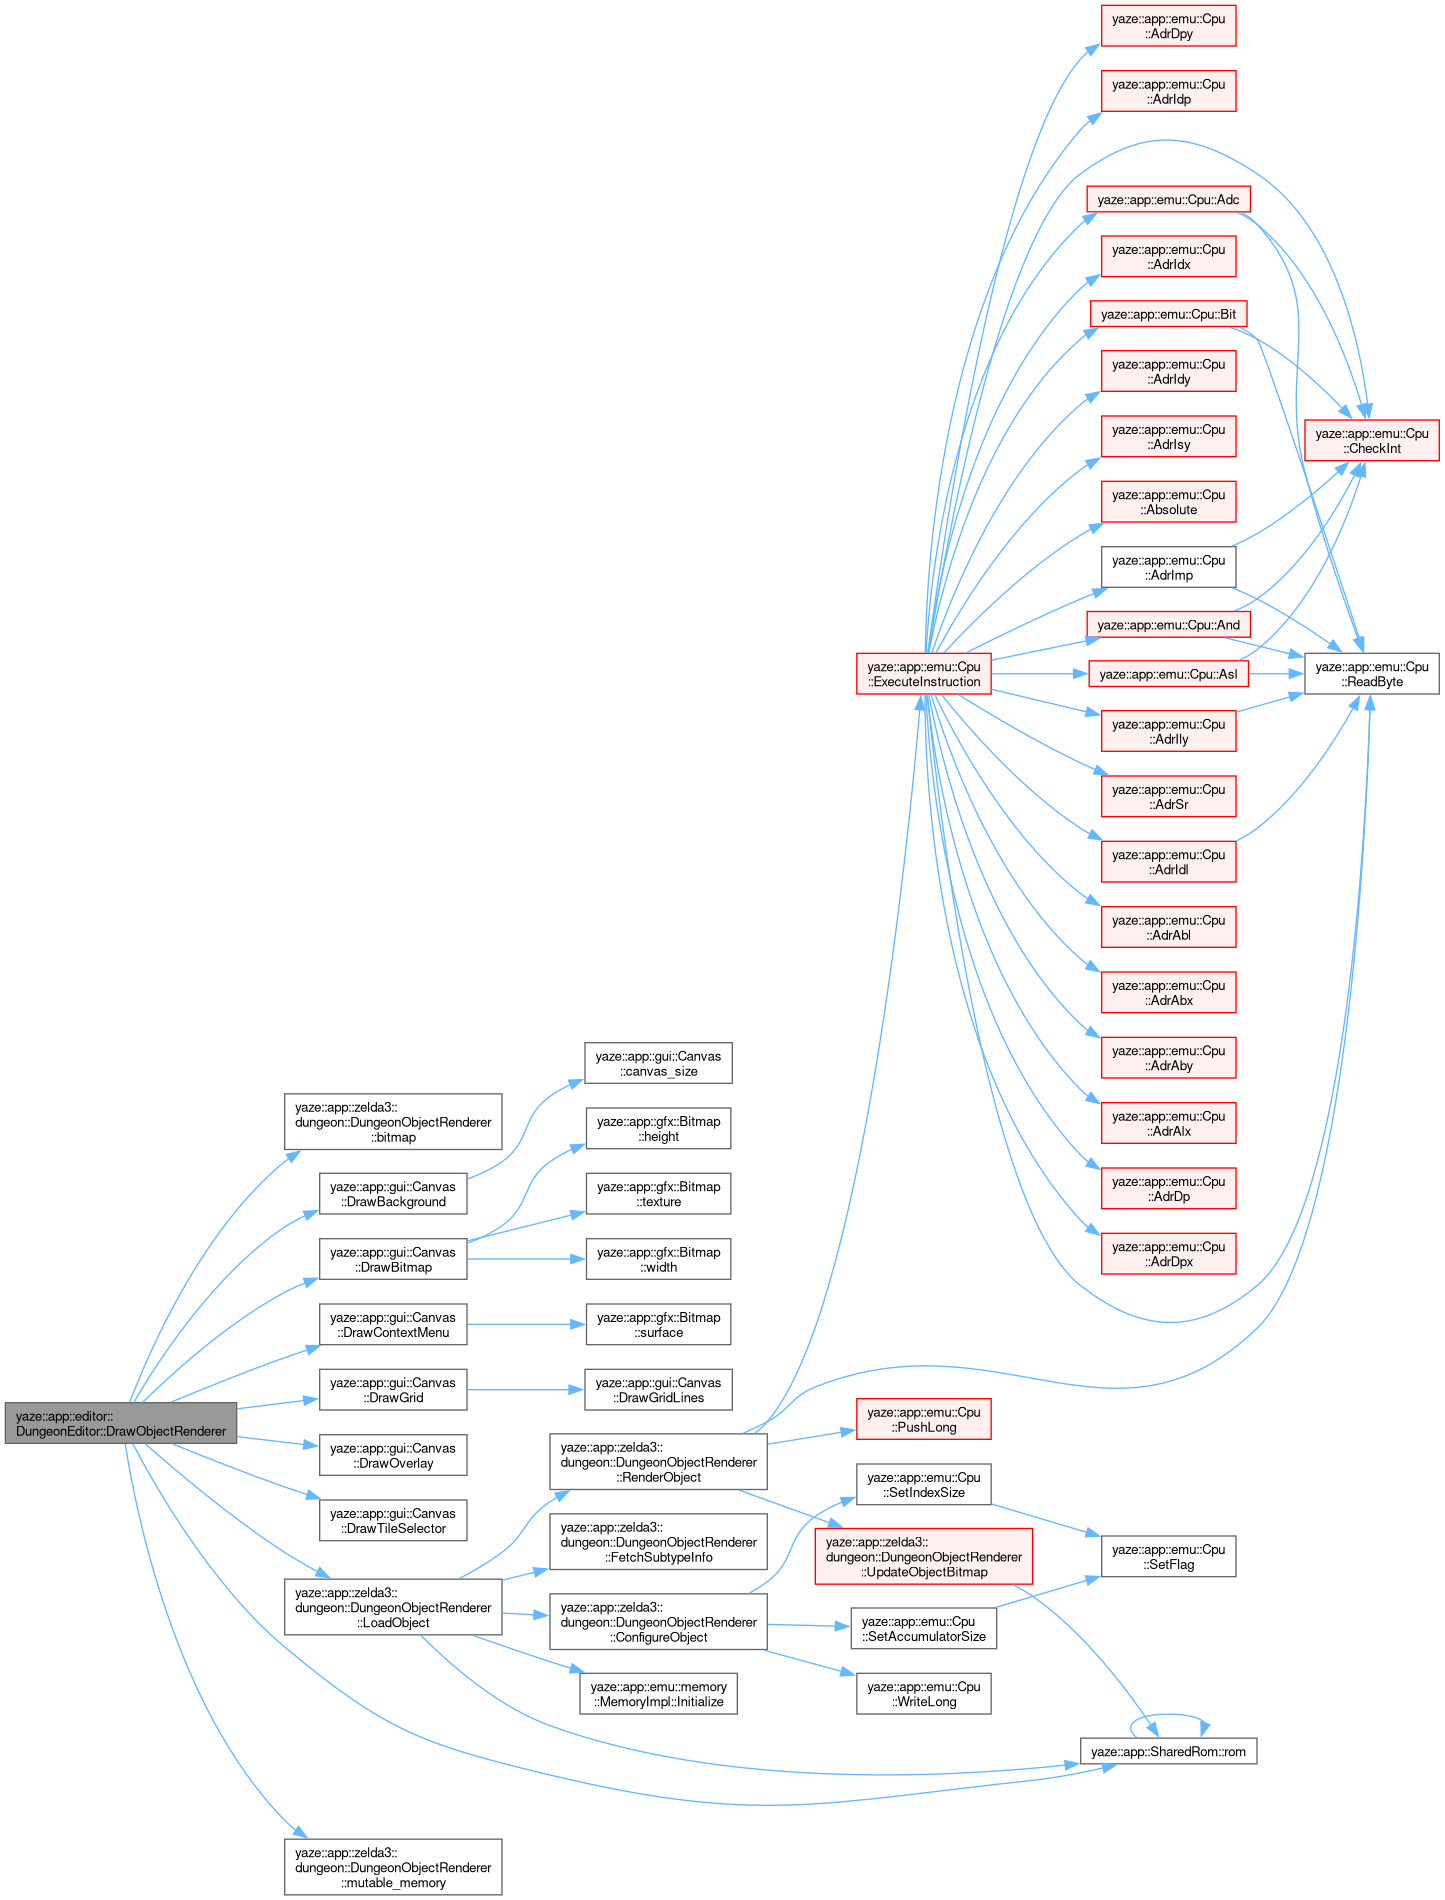 yaze::app::editor::
DungeonEditor::DrawObjectRenderer
yaze::app::zelda3::
dungeon::DungeonObjectRenderer
::bitmap
yaze::app::gui::Canvas
::DrawBackground
yaze::app::gui::Canvas
::DrawBitmap
yaze::app::gui::Canvas
::DrawContextMenu
yaze::app::gui::Canvas
::DrawGrid
yaze::app::gui::Canvas
::DrawOverlay
yaze::app::gui::Canvas
::DrawTileSelector
yaze::app::zelda3::
dungeon::DungeonObjectRenderer
::LoadObject
yaze::app::zelda3::
dungeon::DungeonObjectRenderer
::mutable_memory
yaze::app::gui::Canvas
::canvas_size
yaze::app::gfx::Bitmap
::height
yaze::app::gfx::Bitmap
::texture
yaze::app::gfx::Bitmap
::width
yaze::app::gfx::Bitmap
::surface
yaze::app::gui::Canvas
::DrawGridLines
yaze::app::zelda3::
dungeon::DungeonObjectRenderer
::RenderObject
yaze::app::zelda3::
dungeon::DungeonObjectRenderer
::FetchSubtypeInfo
yaze::app::zelda3::
dungeon::DungeonObjectRenderer
::ConfigureObject
yaze::app::emu::memory
::MemoryImpl::Initialize
yaze::app::emu::Cpu
::ExecuteInstruction
yaze::app::emu::Cpu
::PushLong
yaze::app::emu::Cpu
::SetIndexSize
yaze::app::zelda3::
dungeon::DungeonObjectRenderer
::UpdateObjectBitmap
yaze::app::emu::Cpu
::SetAccumulatorSize
yaze::app::emu::Cpu
::WriteLong
yaze::app::emu::Cpu
::AdrDpy
yaze::app::emu::Cpu
::AdrIdp
yaze::app::emu::Cpu::Adc
yaze::app::emu::Cpu
::AdrIdx
yaze::app::emu::Cpu::Bit
yaze::app::emu::Cpu
::AdrIdy
yaze::app::emu::Cpu
::AdrIsy
yaze::app::emu::Cpu
::Absolute
yaze::app::emu::Cpu
::AdrImp
yaze::app::emu::Cpu::And
yaze::app::emu::Cpu::Asl
yaze::app::emu::Cpu
::AdrIly
yaze::app::emu::Cpu
::AdrSr
yaze::app::emu::Cpu
::AdrIdl
yaze::app::emu::Cpu
::AdrAbl
yaze::app::emu::Cpu
::AdrAbx
yaze::app::emu::Cpu
::AdrAby
yaze::app::emu::Cpu
::AdrAlx
yaze::app::emu::Cpu
::AdrDp
yaze::app::emu::Cpu
::AdrDpx
yaze::app::emu::Cpu
::SetFlag
yaze::app::SharedRom::rom
yaze::app::emu::Cpu
::CheckInt
yaze::app::emu::Cpu
::ReadByte